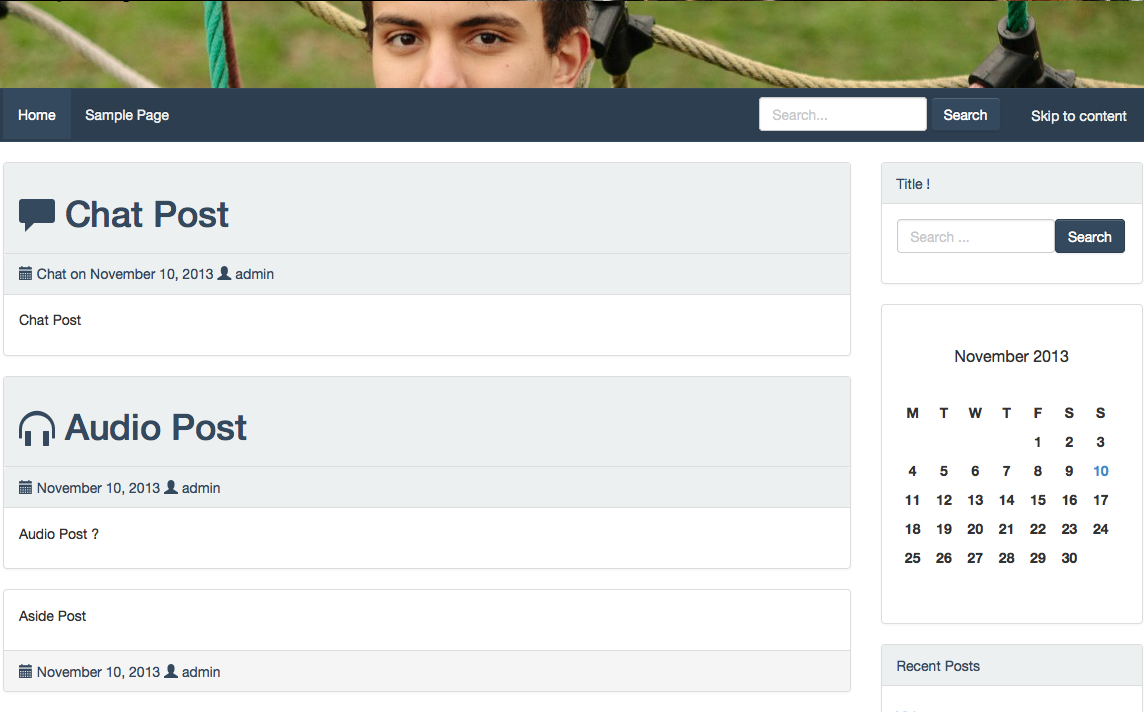 Home Sample Page Search... Search Skip to content
Chat Post
Chat on November 10, 2013 admin
Chat Post
Audio Post
November 10, 2013 admin
Audio Post ?
Aside Post
November 10, 2013 admin
Title !
Search ... Search
November 2013
M T W T F S S
1 2 3
4 5 6 7 8 9 10
11 12 13 14 15 16 17
18 19 20 21 22 23 24
25 26 27 28 29 30
Recent Posts